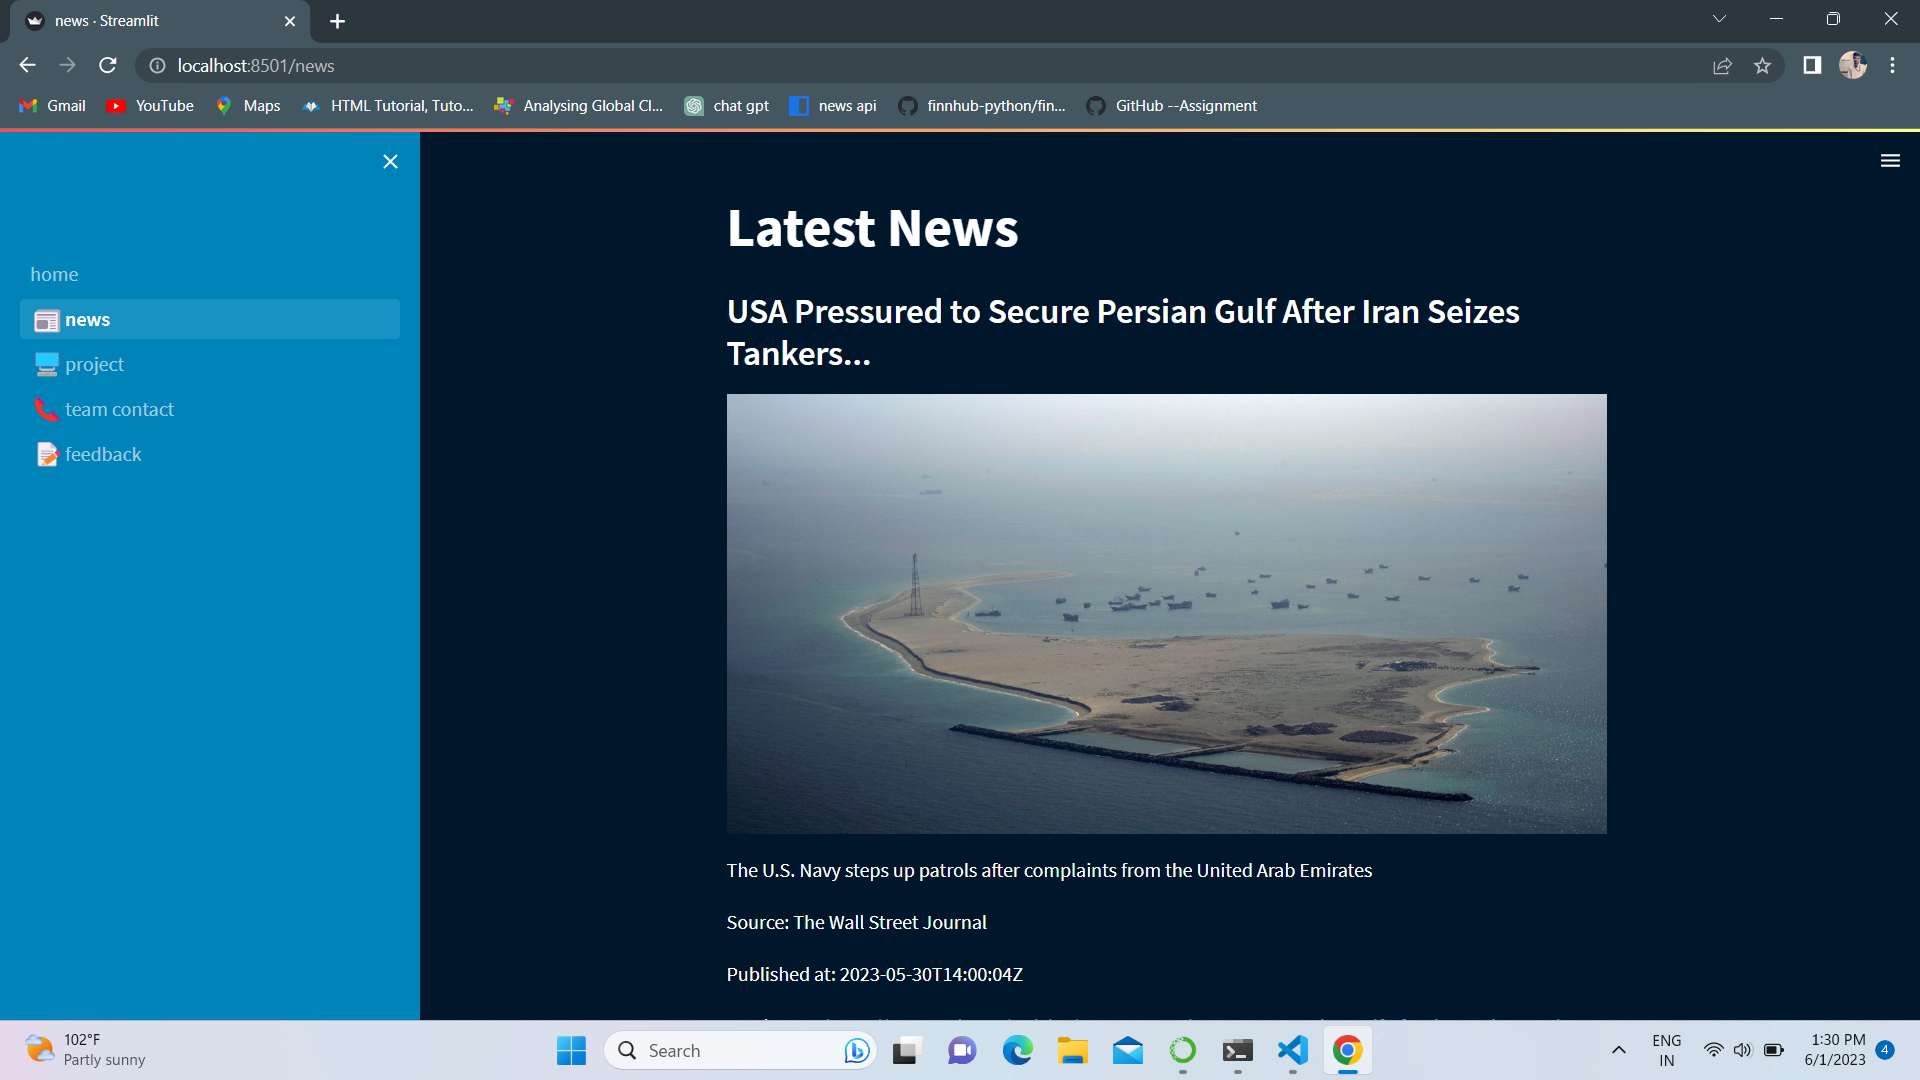 news · Streamlit
localhost:8501/news
Gmail
YouTube
Maps
HTML Tutorial, Tuto...
Analysing Global Cl...
chat gpt
news api
finnhub-python/fin...
GitHub --Assignment
home
news
project
team contact
feedback
Latest News
USA Pressured to Secure Persian Gulf After Iran Seizes
Tankers...
The U.S. Navy steps up patrols after complaints from the United Arab Emirates
Source: The Wall Street Journal
Published at: 2023-05-30T14:00:04Z
102°F
Partly sunny
Search
ENG
IN
1:30 PM
6/1/2023
4